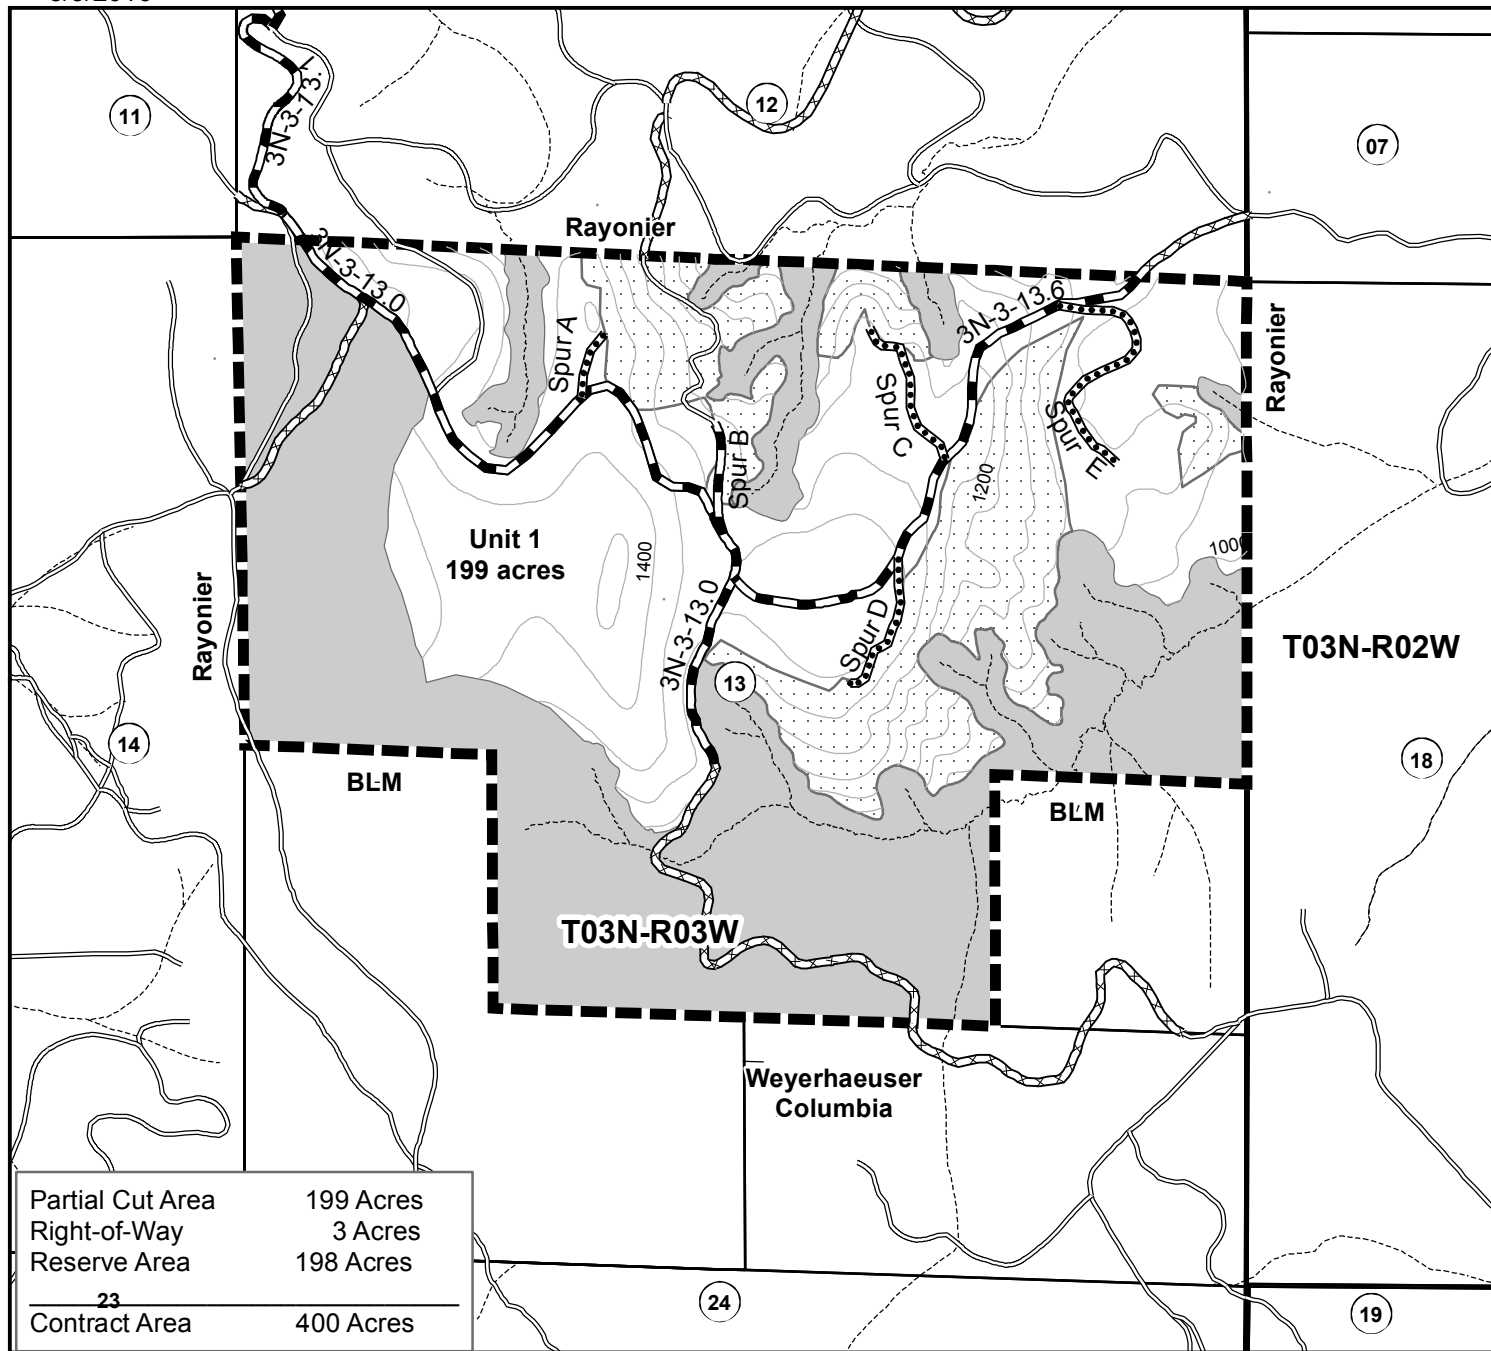 11
12
07
3N-3-13.1
Rayonier
3N-3-13.0
3N-3-13.6
Rayonier
Spur A
Spur B
Spur C
Spur E
1200
Unit 1
199 acres
1400
1000
Rayonier
3N-3-13.0
Spur D
T03N-R02W
13
14
18
BLM
BLM
T03N-R03W
Weyerhaeuser
Columbia
Partial Cut Area 199 Acres
Right-of-Way 3 Acres
Reserve Area 198 Acres
23
Contract Area 400 Acres
24
19